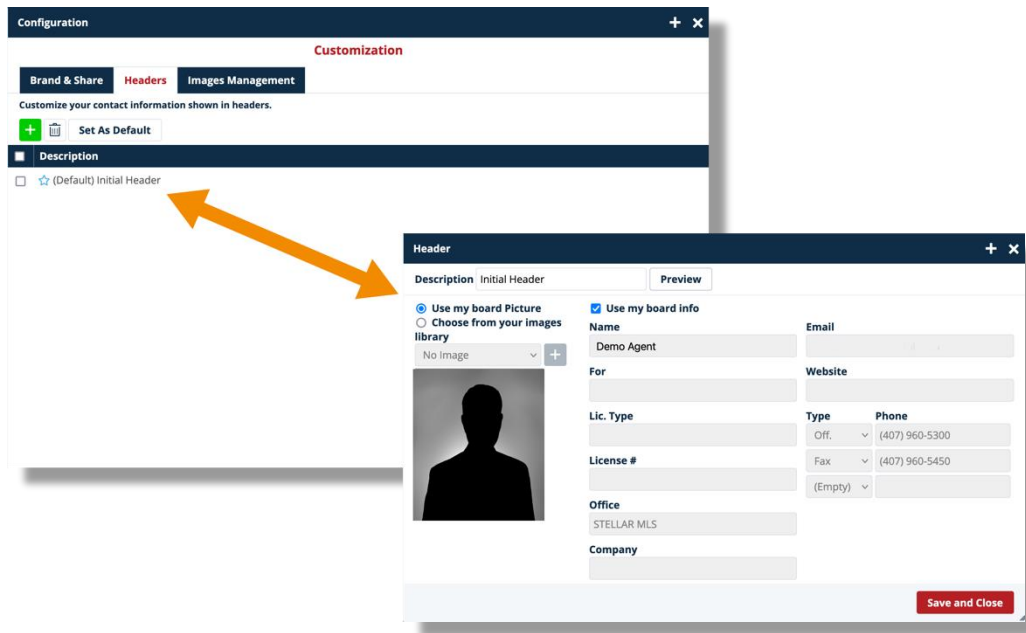 Configuration
Customization
Brand & Share Headers Images Management
Customize your contact information shown in headers.
+ Set As Default
Description
(Default) Initial Header
Header
Description Initial Header Preview
Use my board Picture
Choose from your images
library
No Image +
Use my board info
Name
Demo Agent
For
Lic. Type
License #
Office
STELLAR MLS
Company
Email
Website
Type Phone
Off. (407) 960-5300
Fax (407) 960-5450
(Empty)
Save and Close